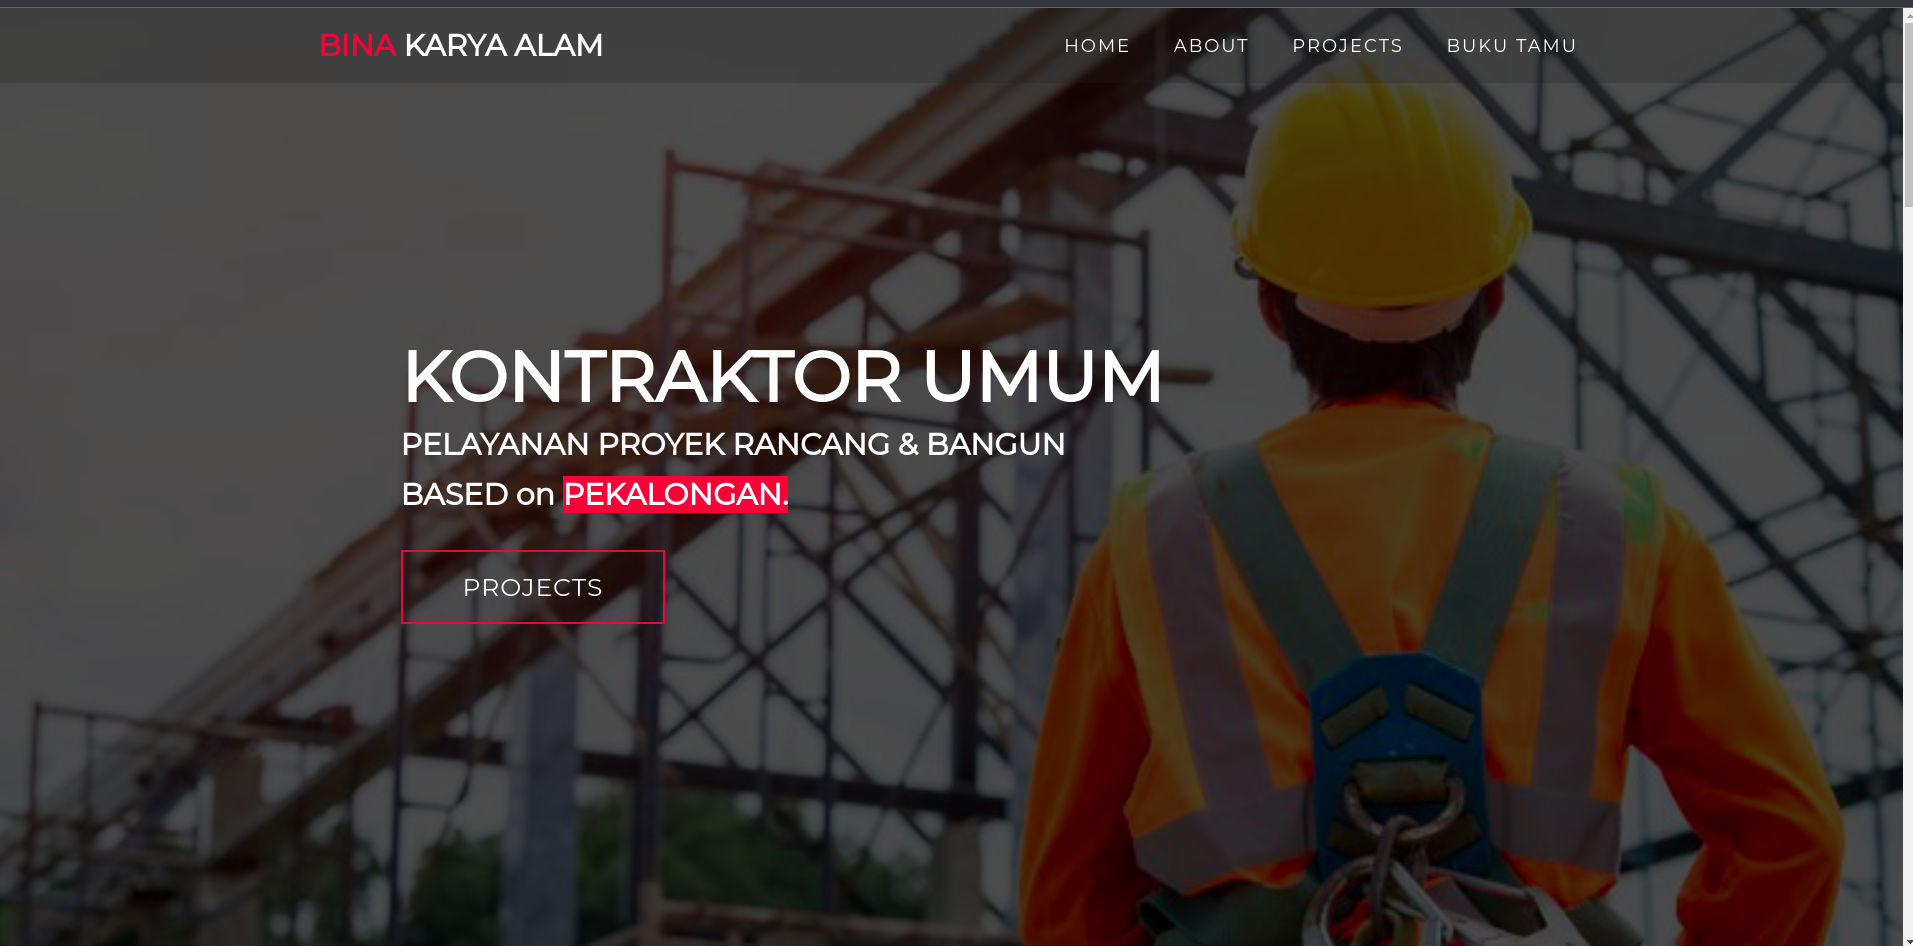 BINA KARYA ALAM
HOME ABOUT PROJECTS BUKU TAMU
KONTRAKTOR UMUM
PELAYANAN PROYEK RANCANG & BANGUN
BASED on PEKALONGAN.
PROJECTS